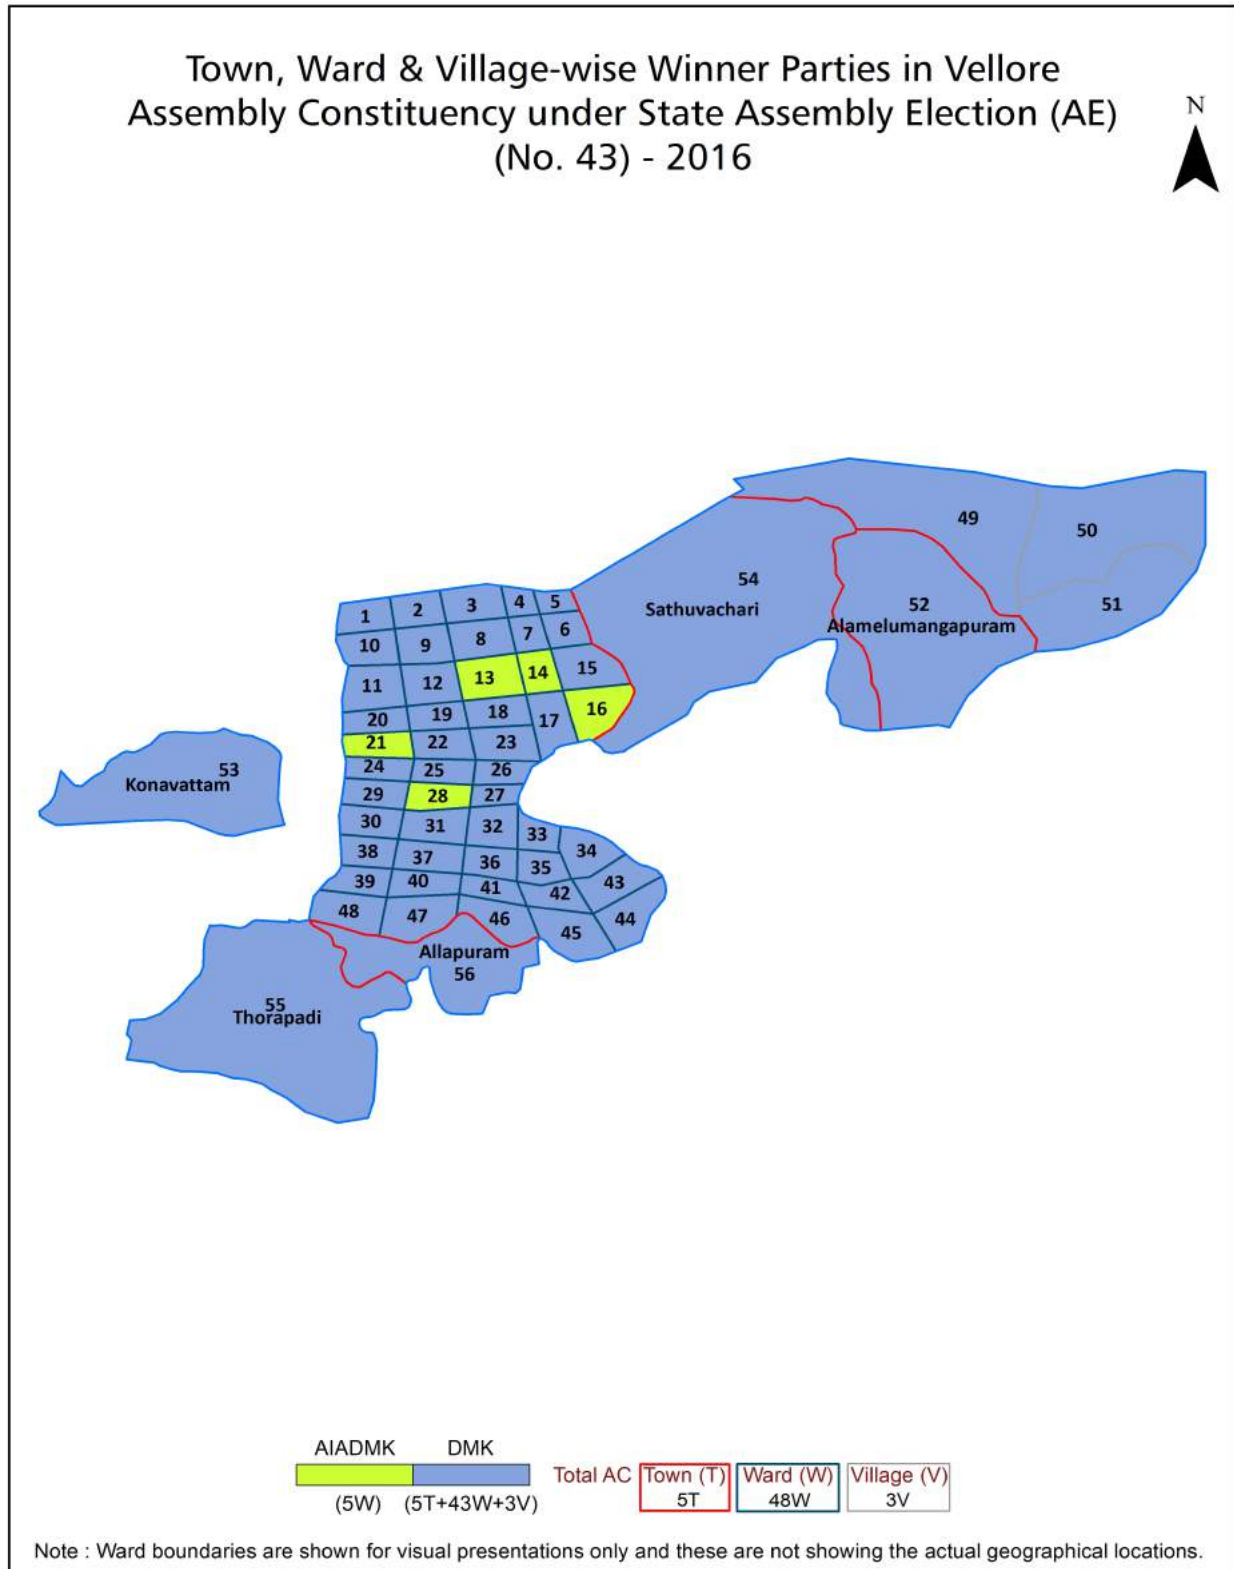 Town, Ward & Village-wise Winner Parties in Vellore
Assembly Constituency under State Assembly Election (AE)
(No. 43) - 2016
N
49
50
54
Sathuvachari
52
Alamelumangapuram
51
1 2 3 4 5
10 9 8 7 6
11 12 13 14 15
20 19 18 17 16
21 22 23
24 25 26
29 28 27
30 31 32 33 34
38 37 36 35 43
39 40 41 42 44
48 47 46 45
53
Konavattam
Allapuram
56
55
Thorapadi
AIADMK DMK
(5W) (5T+43W+3V)
Total AC Town (T) Ward (W) Village (V)
5T 48W 3V
Note : Ward boundaries are shown for visual presentations only and these are not showing the actual geographical locations.